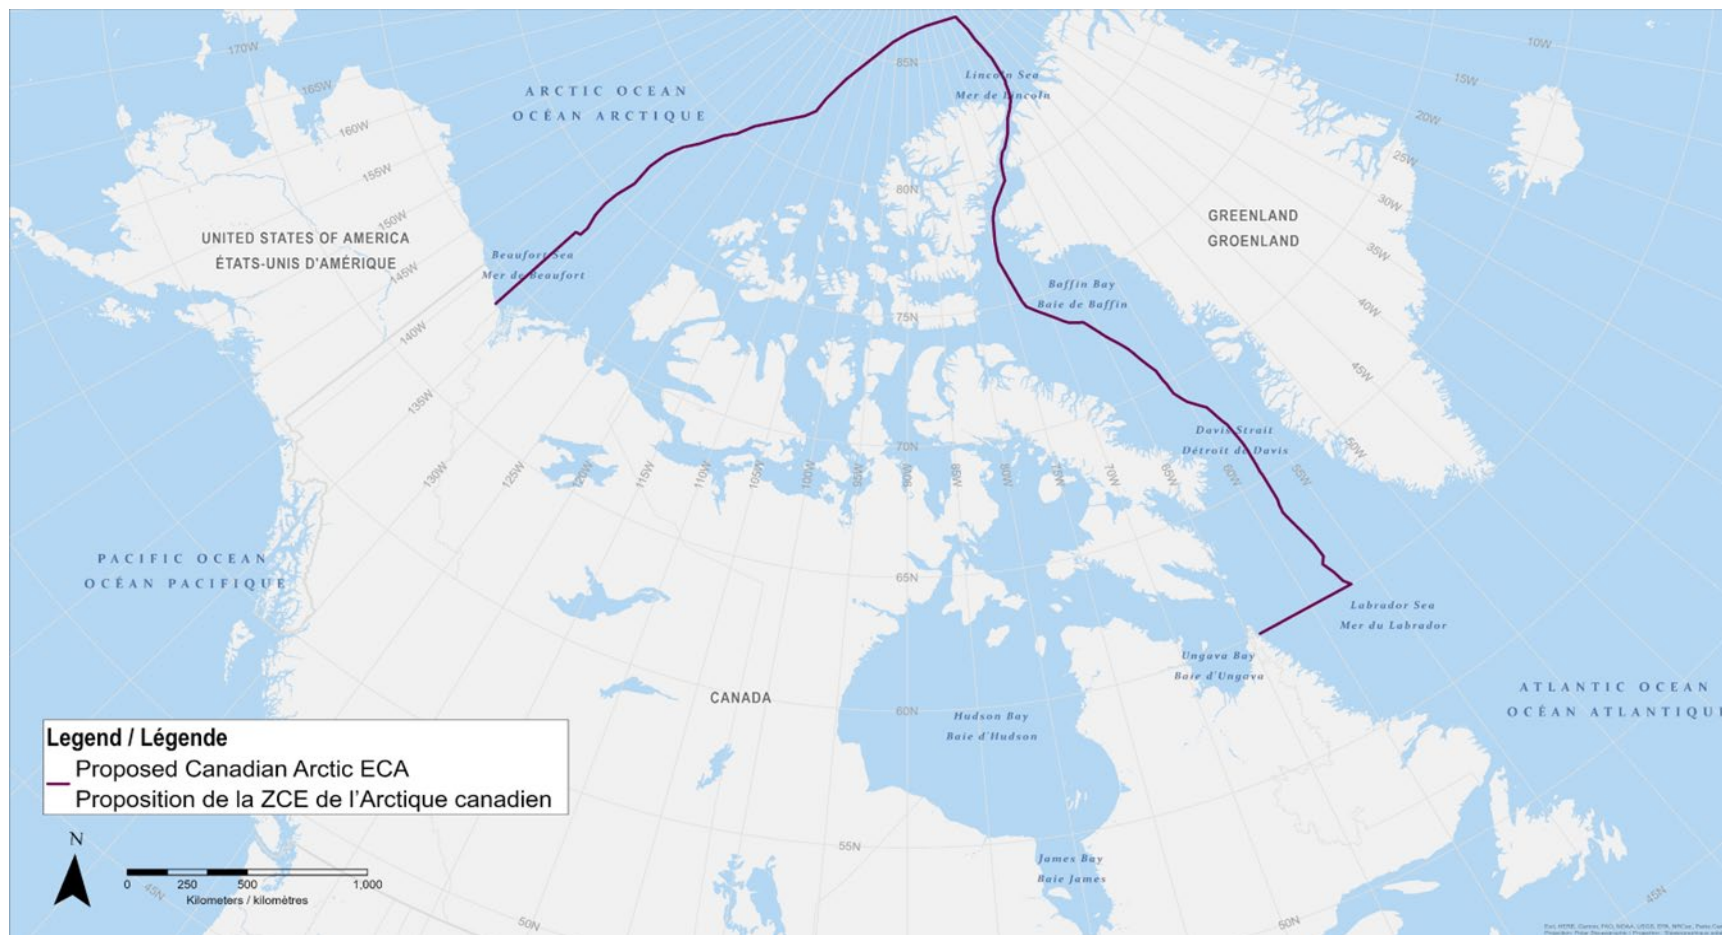 170W
165W
160W
155W
150W
145W
140W
135W
130W
125W
120W
115W
110W
105W
100W
95W
90W
85W
80W
75W
70W
65W
60W
55W
50W
45W
40W
35W
30W
25W
20W
15W
10W
85N
80N
75N
70N
65N
60N
55N
50N
50N
45N
45N
ARCTIC OCEAN
OCÉAN ARCTIQUE
Lincoln Sea
Mer de Lincoln
UNITED STATES OF AMERICA
ÉTATS-UNIS D'AMÉRIQUE
Beaufort Sea
Mer de Beaufort
GREENLAND
GROENLAND
Baffin Bay
Baie de Baffin
Davis Strait
Détroit de Davis
PACIFIC OCEAN
OCÉAN PACIFIQUE
Labrador Sea
Mer du Labrador
Ungava Bay
Baie d'Ungava
CANADA
Hudson Bay
Baie d'Hudson
ATLANTIC OCEAN
OCÉAN ATLANTIQUE
James Bay
Baie James
Legend / Légende
Proposed Canadian Arctic ECA
Proposition de la ZCE de l'Arctique canadien
N
0 250 500 1,000
Kilometers / kilomètres